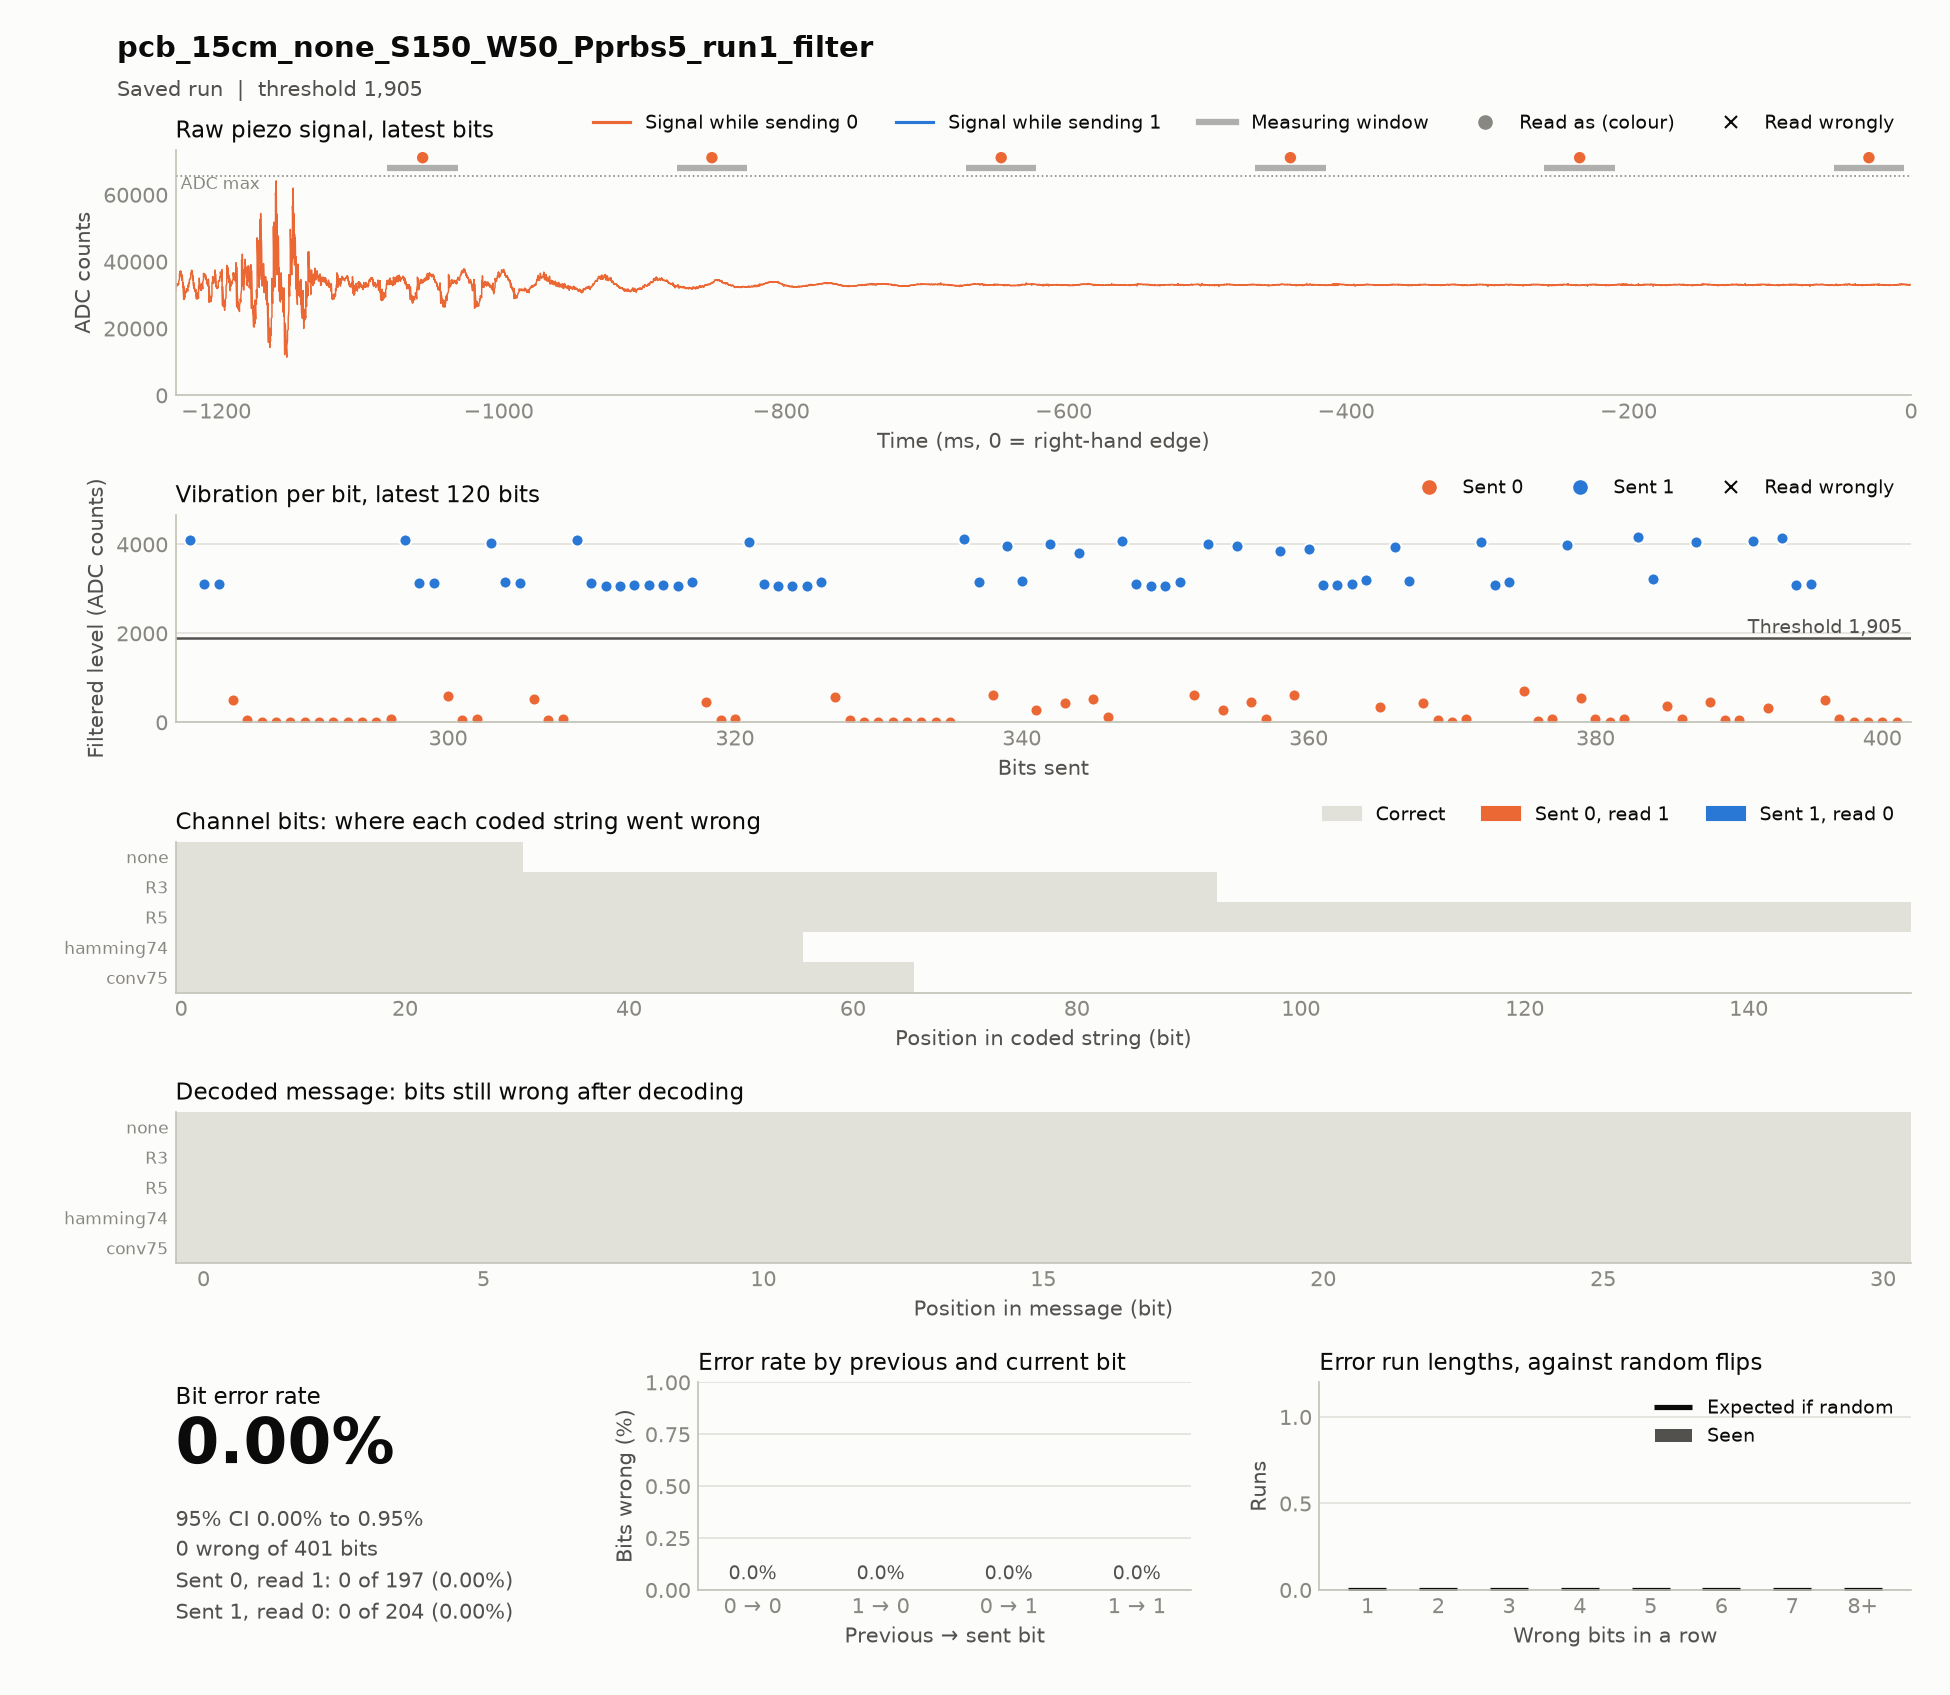 pcb_15cm_none_S150_W50_Pprbs5_run1_filter
Saved run | threshold 1,905
Raw piezo signal, latest bits
Signal while sending 0
Signal while sending 1
Measuring window
Read as (colour)
Read wrongly
ADC max
60000
40000
20000
0
ADC counts
−1200 −1000 −800 −600 −400 −200 0
Time (ms, 0 = right-hand edge)
Vibration per bit, latest 120 bits
Sent 0
Sent 1
Read wrongly
4000
2000
0
Filtered level (ADC counts)
Threshold 1,905
300 320 340 360 380 400
Bits sent
Channel bits: where each coded string went wrong
Correct
Sent 0, read 1
Sent 1, read 0
none
R3
R5
hamming74
conv75
0 20 40 60 80 100 120 140
Position in coded string (bit)
Decoded message: bits still wrong after decoding
none
R3
R5
hamming74
conv75
0 5 10 15 20 25 30
Position in message (bit)
Bit error rate
0.00%
95% CI 0.00% to 0.95%
0 wrong of 401 bits
Sent 0, read 1: 0 of 197 (0.00%)
Sent 1, read 0: 0 of 204 (0.00%)
Error rate by previous and current bit
1.00
0.75
0.50
0.25
0.00
Bits wrong (%)
0.0% 0.0% 0.0% 0.0%
0 → 0 1 → 0 0 → 1 1 → 1
Previous → sent bit
Error run lengths, against random flips
Expected if random
Seen
1.0
0.5
0.0
Runs
1 2 3 4 5 6 7 8+
Wrong bits in a row